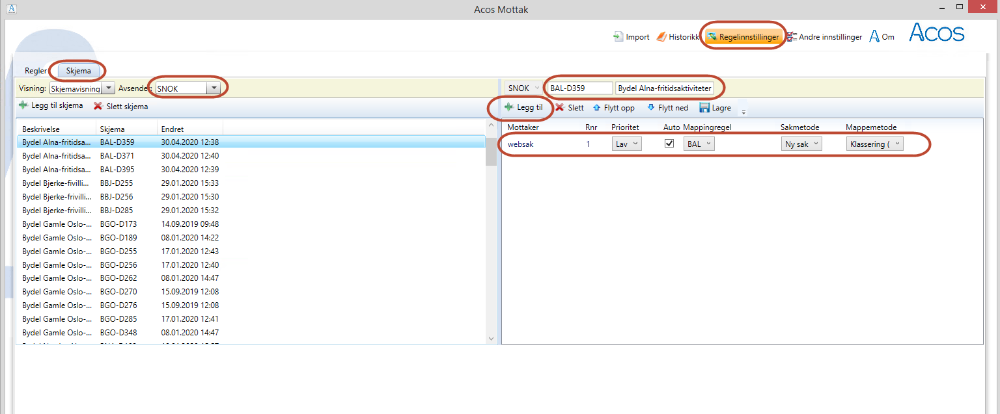 Acos Mottak
Import Historikk Regelinnstillinger Andre innstillinger Om Acos
Regler Skjema
Visning: Skjemavisning Avsender: SNOK
SNOK BAL-D359 Bydel Alna-fritidsaktiviteter
Legg til skjema Slett skjema
Legg til Slett Flytt opp Flytt ned Lagre
Beskrivelse Skjema Endret
Bydel Alna-fritidsa... BAL-D359 30.04.2020 12:38
Bydel Alna-fritidsa... BAL-D371 30.04.2020 12:40
Bydel Alna-fritidsa... BAL-D395 30.04.2020 12:39
Bydel Bjerke-fivilli... BBJ-D255 29.01.2020 15:33
Bydel Bjerke-frivilli... BBJ-D256 29.01.2020 15:30
Bydel Bjerke-frivilli... BBJ-D285 29.01.2020 15:32
Bydel Gamle Oslo-... BGO-D173 14.09.2019 09:48
Bydel Gamle Oslo-... BGO-D189 08.01.2020 14:22
Bydel Gamle Oslo-... BGO-D255 17.01.2020 12:43
Bydel Gamle Oslo-... BGO-D256 17.01.2020 12:40
Bydel Gamle Oslo-... BGO-D262 08.01.2020 14:47
Bydel Gamle Oslo-... BGO-D270 15.09.2019 12:08
Bydel Gamle Oslo-... BGO-D276 15.09.2019 12:08
Bydel Gamle Oslo-... BGO-D285 17.01.2020 12:41
Bydel Gamle Oslo-... BGO-D348 08.01.2020 14:47
Mottaker Rnr Prioritet Auto Mappingregel Sakmetode Mappemetode
websak 1 Lav BAL Ny sak Klassering (